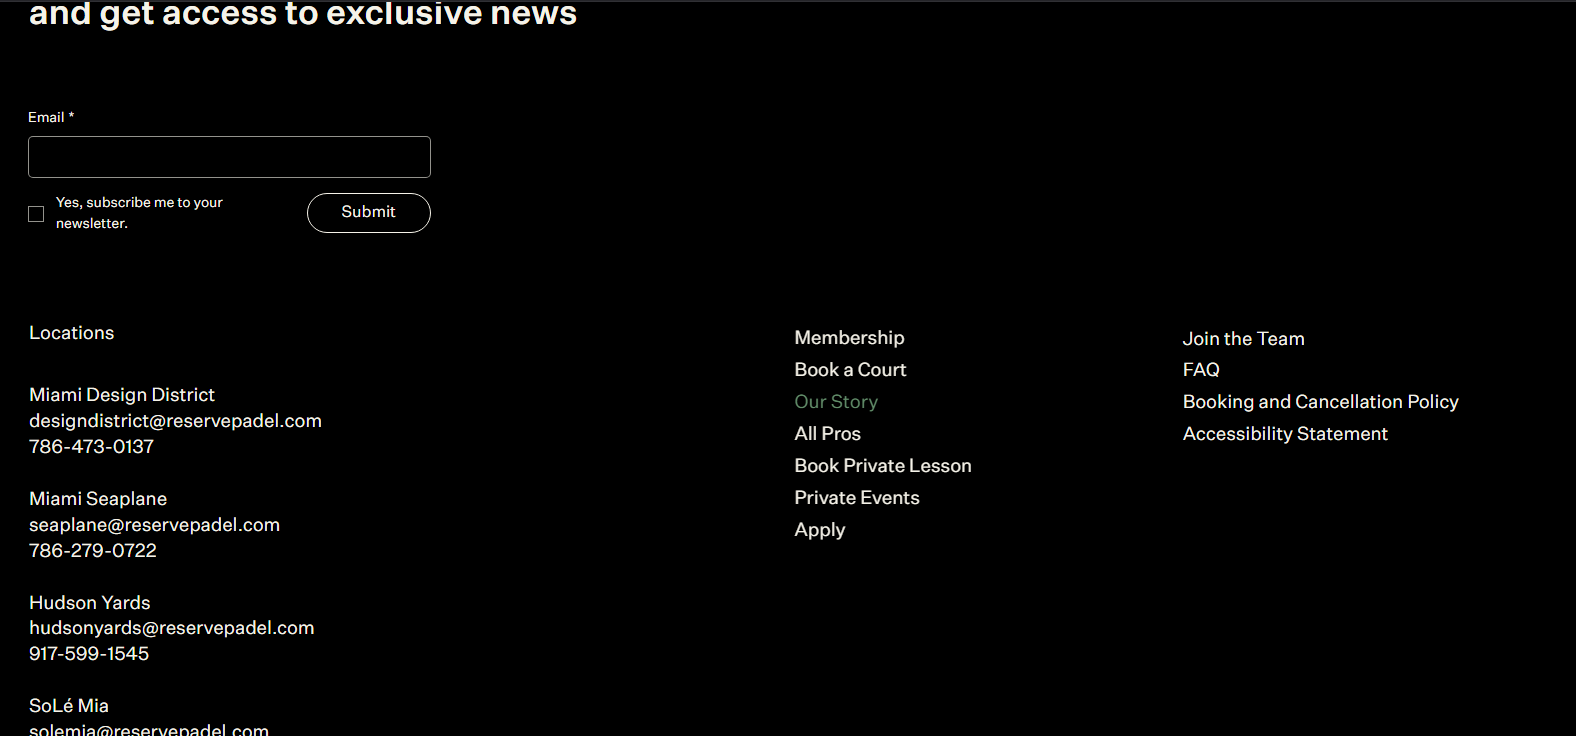 and get access to exclusive news
Email *
Yes, subscribe me to your
newsletter.
Submit
Locations
Miami Design District
designdistrict@reservepadel.com
786-473-0137
Miami Seaplane
seaplane@reservepadel.com
786-279-0722
Hudson Yards
hudsonyards@reservepadel.com
917-599-1545
SoLé Mia
solemia@reservepadel.com
Membership
Book a Court
Our Story
All Pros
Book Private Lesson
Private Events
Apply
Join the Team
FAQ
Booking and Cancellation Policy
Accessibility Statement